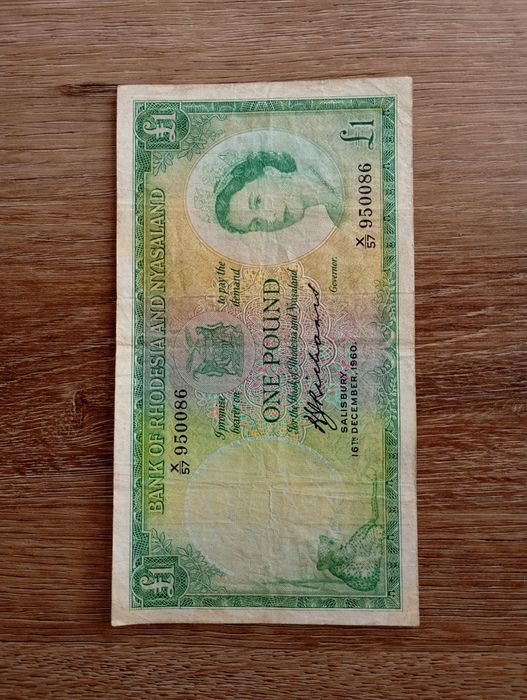 £1
BANK OF RHODESIA AND NYASALAND
£1
X/57 950086
I promise to pay the
bearer on demand
ONE POUND
for the Bank of Rhodesia and Nyasaland.
Governor.
SALISBURY,
16TH DECEMBER, 1960.
X/57 950086
£1